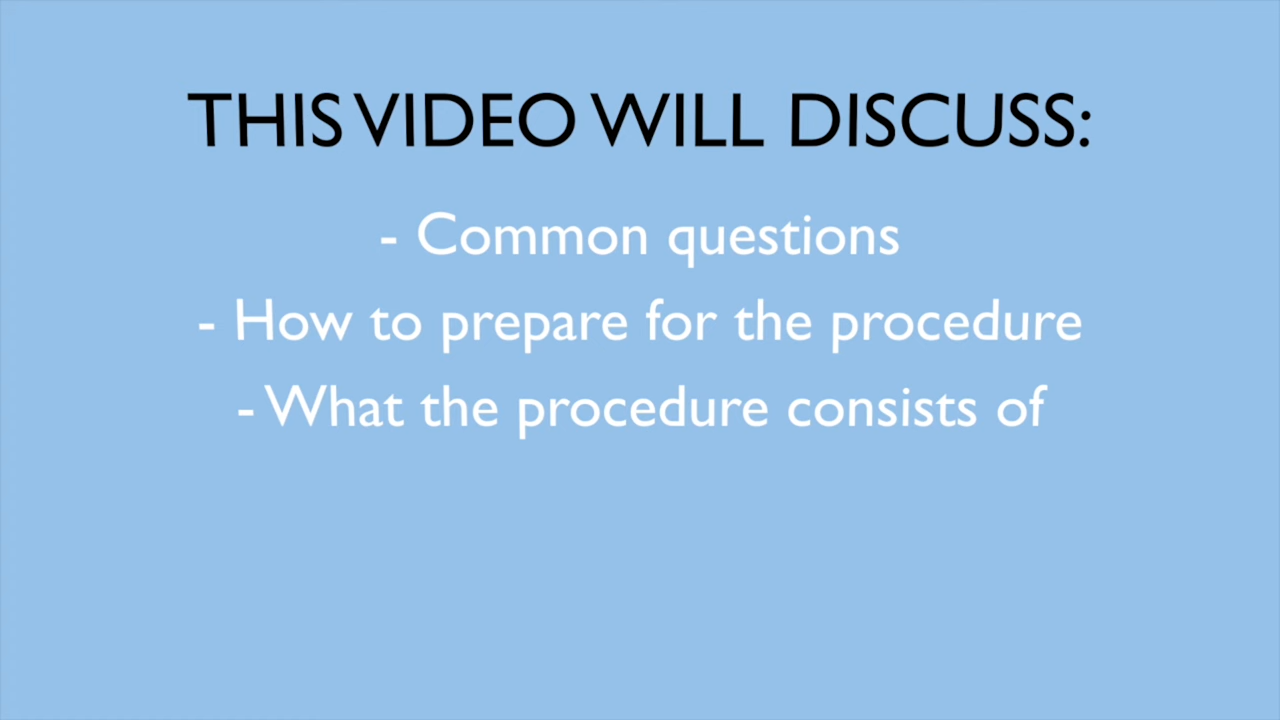 THIS VIDEO WILL DISCUSS:
- Common questions
- How to prepare for the procedure
- What the procedure consists of